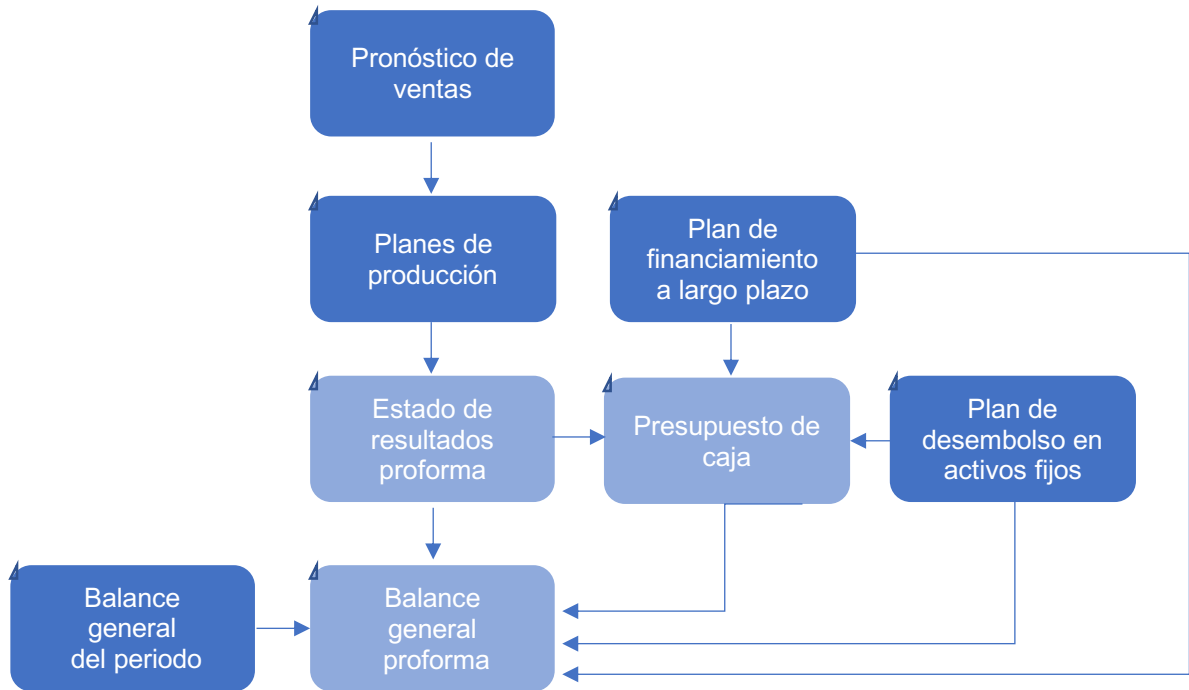 Pronóstico de
ventas
Planes de
producción
Plan de
financiamiento
a largo plazo
Estado de
resultados
proforma
Presupuesto de
caja
Plan de
desembolso en
activos fijos
Balance
general
del periodo
Balance
general
proforma